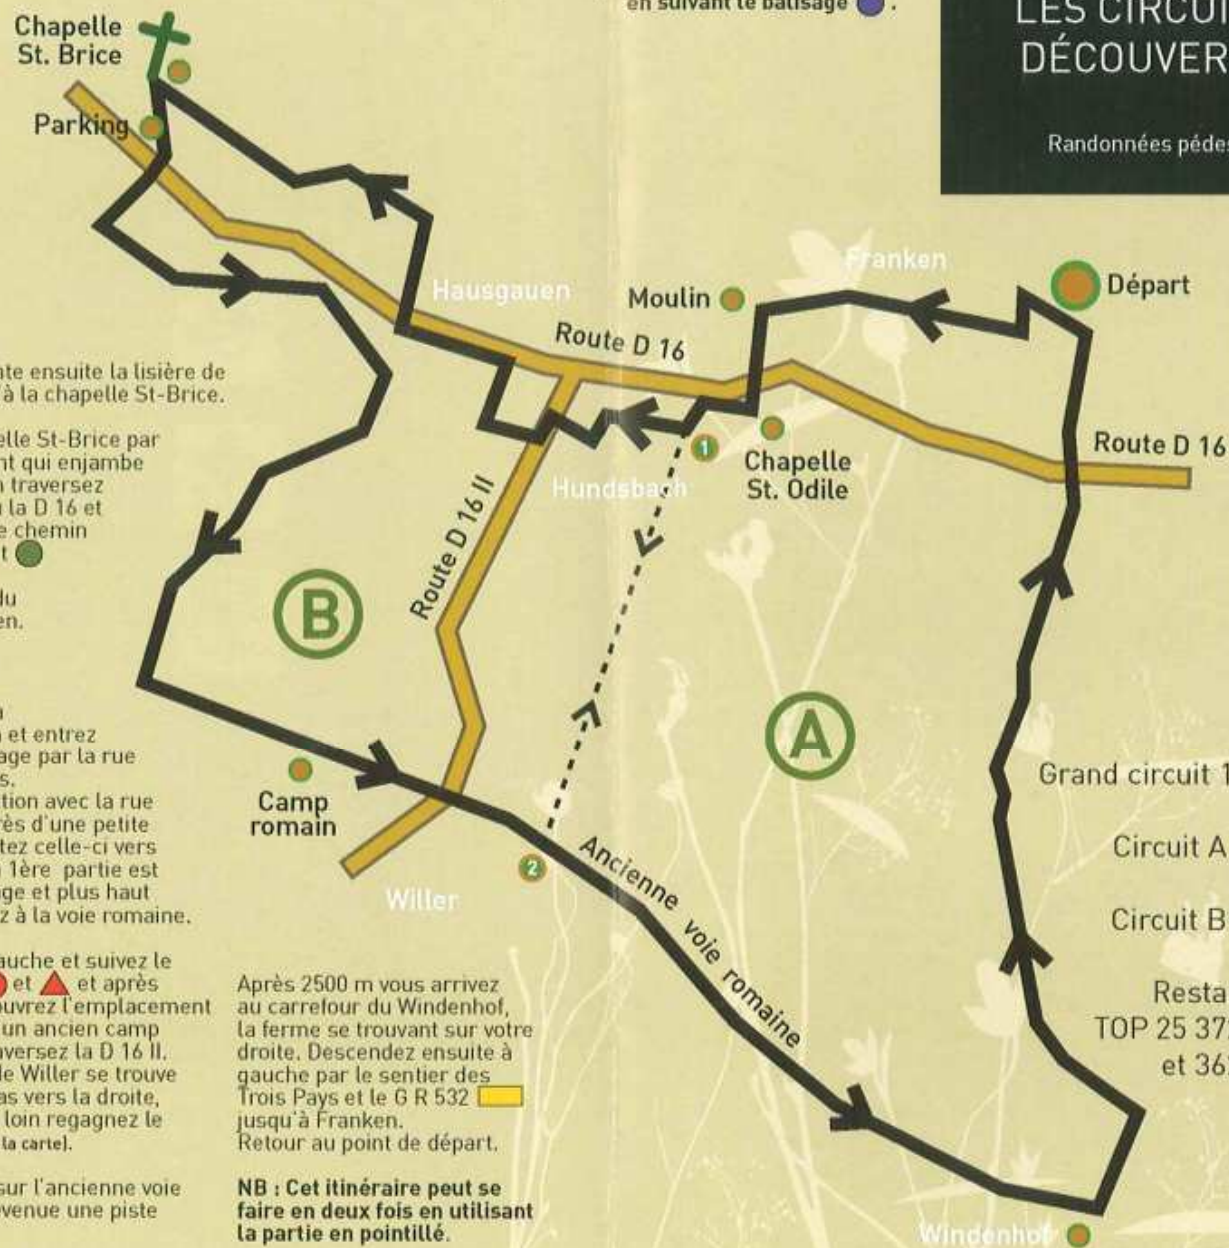 en suivant le balisage
LES CIRCUI
DÉCOUVER
Randonnées pédes
Chapelle
St. Brice
Parking
Hausgauen
Moulin
Franken
Départ
Route D 16
Route D 16
Chapelle
St. Odile
1
Hundsbach
Route D 16 II
B
A
Camp
romain
2
Willer
Ancienne voie romaine
Windenhof
Grand circuit 1
Circuit A
Circuit B
Resta
TOP 25 37
et 36
nte ensuite la lisière de
'à la chapelle St-Brice.
elle St-Brice par
nt qui enjambe
n traversez
u la D 16 et
e chemin
t
du
en.
n
n et entrez
age par la rue
s.
tion avec la rue
rès d'une petite
tez celle-ci vers
a 1ère partie est
ge et plus haut
z à la voie romaine.
auche et suivez le
et et après
ouvrez l'emplacement
un ancien camp
aversez la D 16 II.
de Willer se trouve
as vers la droite,
loin regagnez le
la carte).
sur l'ancienne voie
venue une piste
Après 2500 m vous arrivez
au carrefour du Windenhof,
la ferme se trouvant sur votre
droite. Descendez ensuite à
gauche par le sentier des
Trois Pays et le G R 532
jusqu'à Franken.
Retour au point de départ.
NB : Cet itinéraire peut se
faire en deux fois en utilisant
la partie en pointillé.